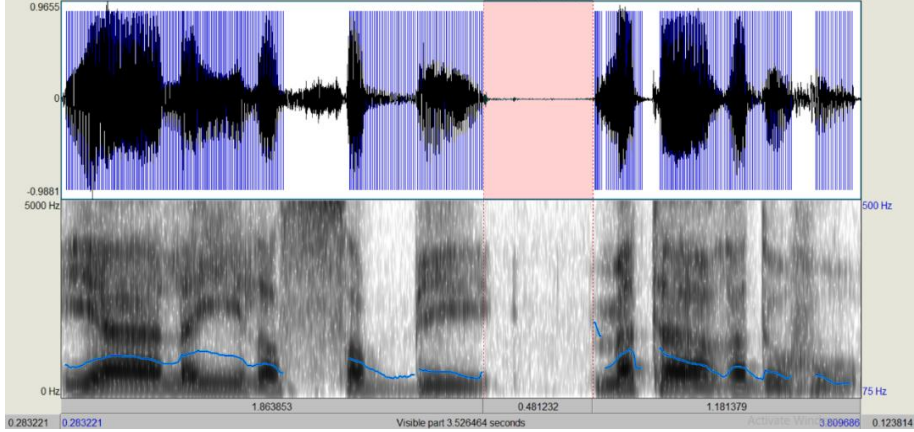 0.9655
0
-0.9881
5000 Hz
500 Hz
0 Hz
75 Hz
1.863853 0.481232 1.181379
0.283221 0.283221 Visible part 3.526464 seconds 3.809686 0.123814
Activate Win